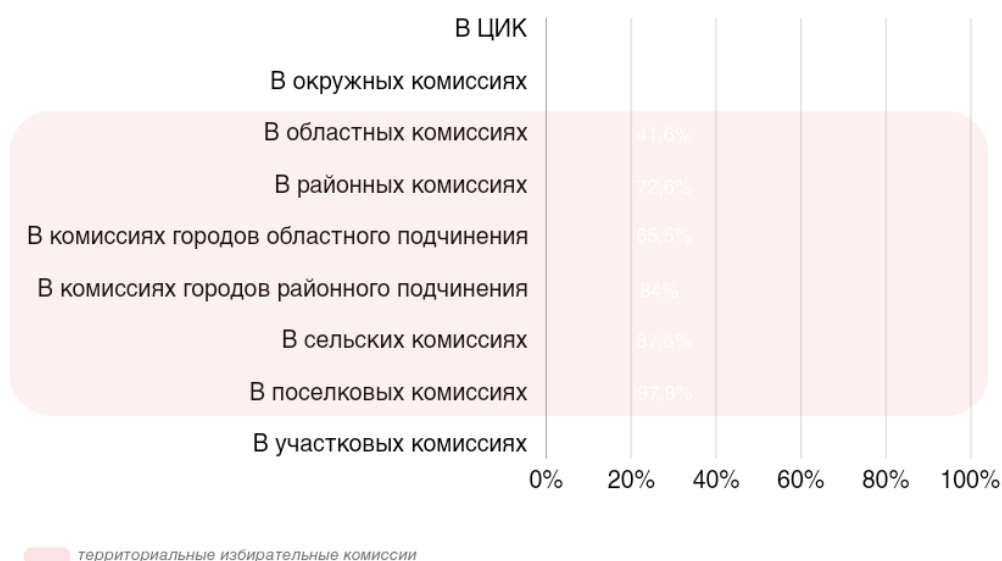 В ЦИК
В окружных комиссиях
В областных комиссиях 41,6%
В районных комиссиях 72,6%
В комиссиях городов областного подчинения 65,5%
В комиссиях городов районного подчинения 84%
В сельских комиссиях 87,6%
В поселковых комиссиях 97,9%
В участковых комиссиях
0% 20% 40% 60% 80% 100%
территориальные избирательные комиссии